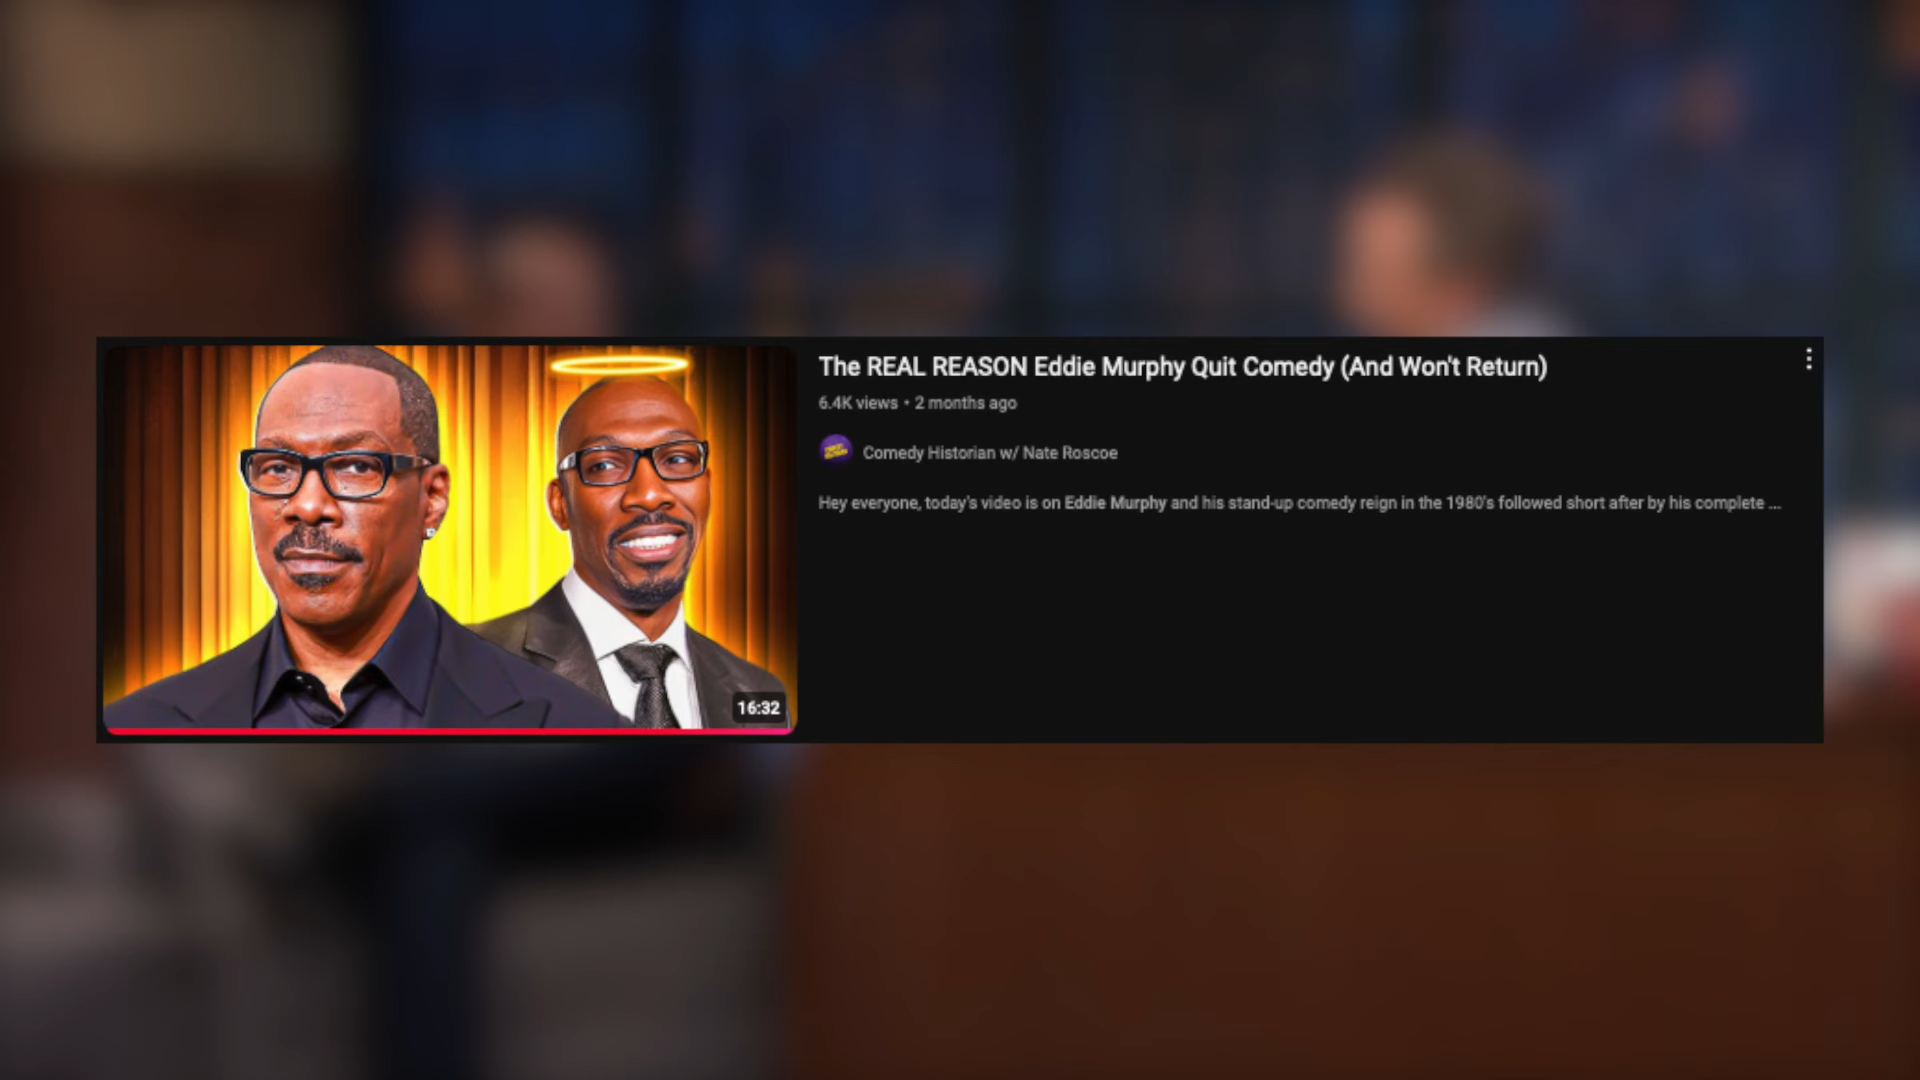 The REAL REASON Eddie Murphy Quit Comedy (And Won't Return)
6.4K views • 2 months ago
Comedy Historian w/ Nate Roscoe
Hey everyone, today's video is on Eddie Murphy and his stand-up comedy reign in the 1980's followed short after by his complete ...
16:32